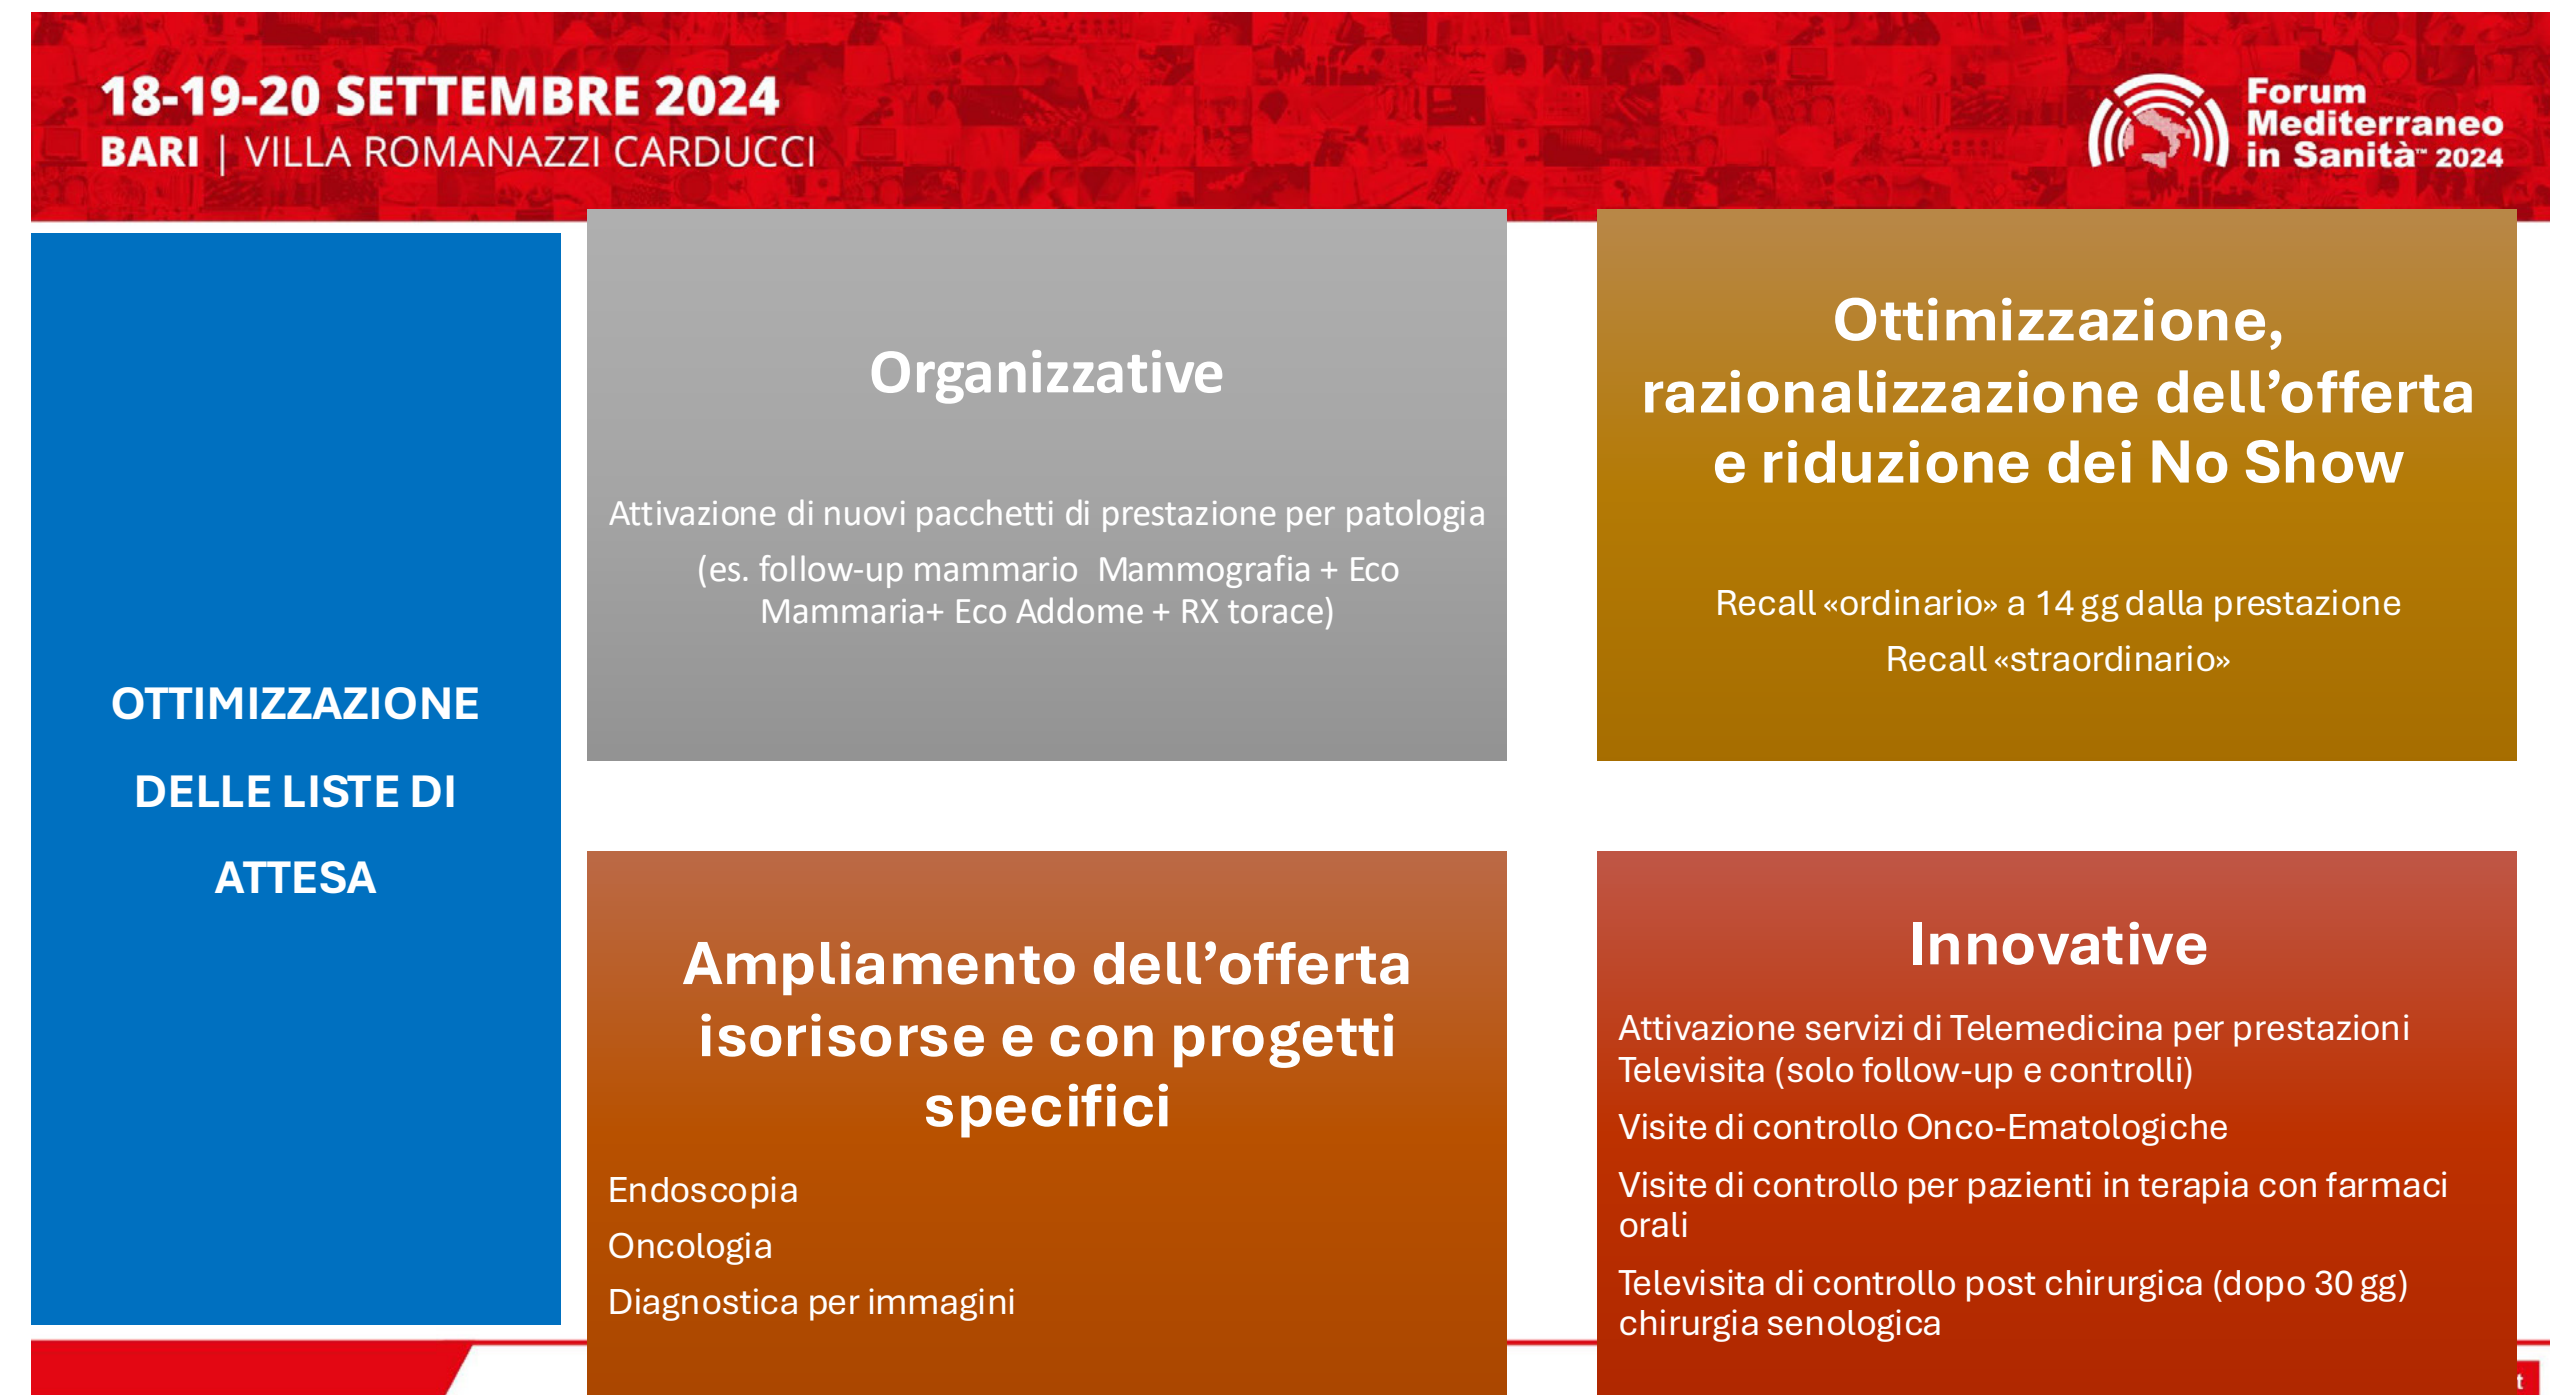 18-19-20 SETTEMBRE 2024
BARI | VILLA ROMANAZZI CARDUCCI
Forum
Mediterraneo
in Sanità™ 2024
OTTIMIZZAZIONE
DELLE LISTE DI
ATTESA
Organizzative
Attivazione di nuovi pacchetti di prestazione per patologia
(es. follow-up mammario Mammografia + Eco
Mammaria+ Eco Addome + RX torace)
Ottimizzazione,
razionalizzazione dell’offerta
e riduzione dei No Show
Recall «ordinario» a 14 gg dalla prestazione
Recall «straordinario»
Ampliamento dell’offerta
isorisorse e con progetti
specifici
Endoscopia
Oncologia
Diagnostica per immagini
Innovative
Attivazione servizi di Telemedicina per prestazioni
Televisita (solo follow-up e controlli)
Visite di controllo Onco-Ematologiche
Visite di controllo per pazienti in terapia con farmaci
orali
Televisita di controllo post chirurgica (dopo 30 gg)
chirurgia senologica